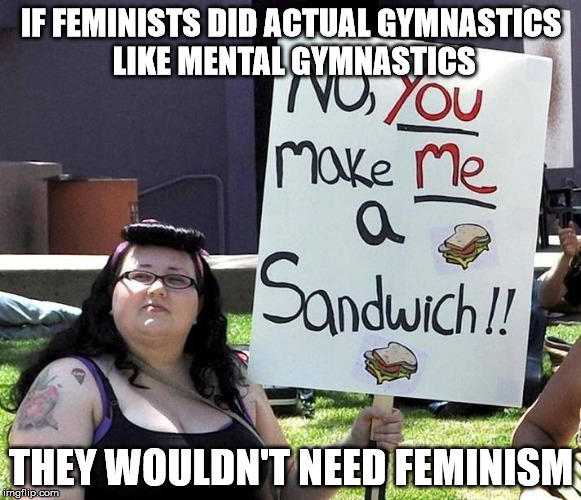 IF FEMINISTS DID ACTUAL GYMNASTICS
LIKE MENTAL GYMNASTICS
NO, YOU
Make Me
a
Sandwich!!
THEY WOULDN'T NEED FEMINISM
imgflip.com